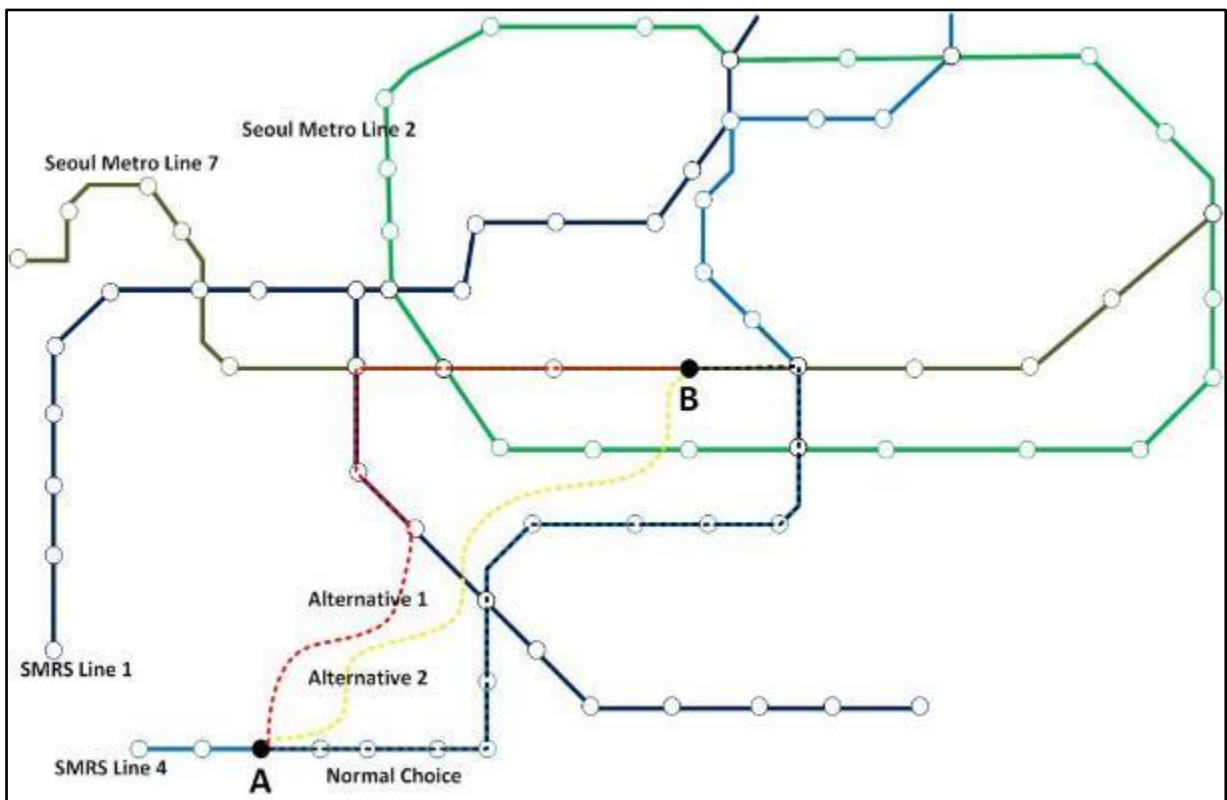 Seoul Metro Line 2
Seoul Metro Line 7
B
Alternative 1
SMRS Line 1
Alternative 2
SMRS Line 4
A
Normal Choice